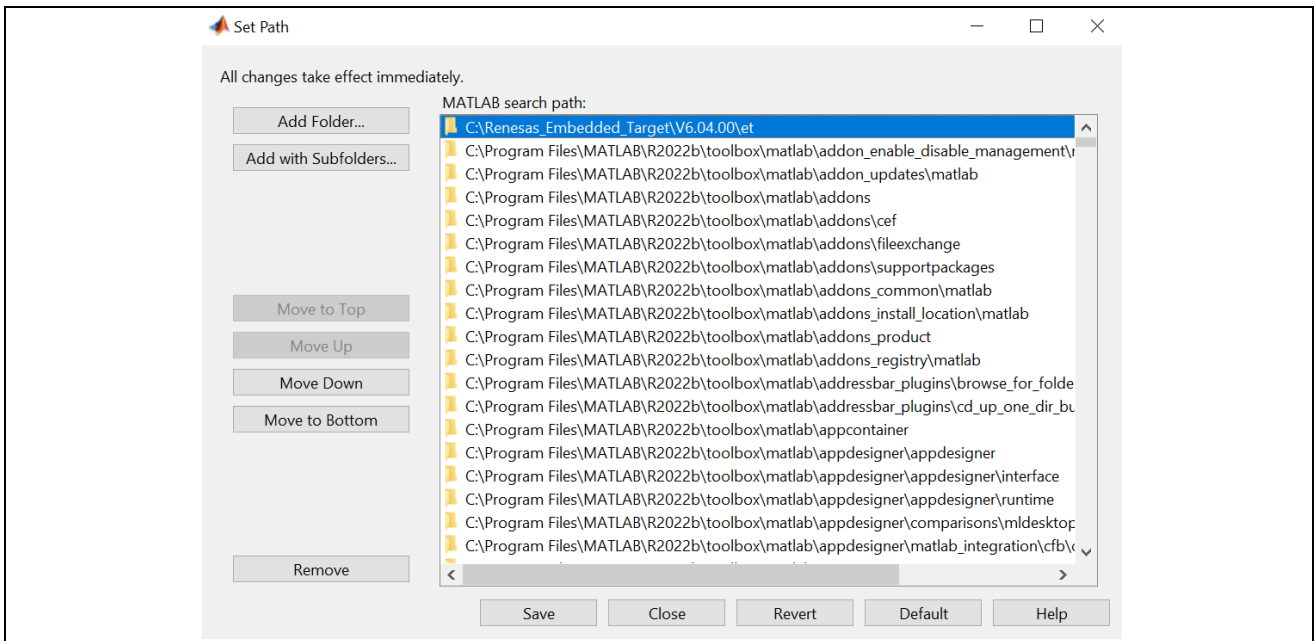 Set Path
All changes take effect immediately.
MATLAB search path:
Add Folder...
Add with Subfolders...
Move to Top
Move Up
Move Down
Move to Bottom
Remove
C:\Renesas_Embedded_Target\V6.04.00\et
C:\Program Files\MATLAB\R2022b\toolbox\matlab\addon_enable_disable_management\
C:\Program Files\MATLAB\R2022b\toolbox\matlab\addon_updates\matlab
C:\Program Files\MATLAB\R2022b\toolbox\matlab\addons
C:\Program Files\MATLAB\R2022b\toolbox\matlab\addons\cef
C:\Program Files\MATLAB\R2022b\toolbox\matlab\addons\fileexchange
C:\Program Files\MATLAB\R2022b\toolbox\matlab\addons\supportpackages
C:\Program Files\MATLAB\R2022b\toolbox\matlab\addons_common\matlab
C:\Program Files\MATLAB\R2022b\toolbox\matlab\addons_install_location\matlab
C:\Program Files\MATLAB\R2022b\toolbox\matlab\addons_product
C:\Program Files\MATLAB\R2022b\toolbox\matlab\addons_registry\matlab
C:\Program Files\MATLAB\R2022b\toolbox\matlab\addressbar_plugins\browse_for_folde
C:\Program Files\MATLAB\R2022b\toolbox\matlab\addressbar_plugins\cd_up_one_dir_bu
C:\Program Files\MATLAB\R2022b\toolbox\matlab\appcontainer
C:\Program Files\MATLAB\R2022b\toolbox\matlab\appdesigner\appdesigner
C:\Program Files\MATLAB\R2022b\toolbox\matlab\appdesigner\appdesigner\interface
C:\Program Files\MATLAB\R2022b\toolbox\matlab\appdesigner\appdesigner\runtime
C:\Program Files\MATLAB\R2022b\toolbox\matlab\appdesigner\comparisons\mldesktop
C:\Program Files\MATLAB\R2022b\toolbox\matlab\appdesigner\matlab_integration\cfb\
Save
Close
Revert
Default
Help